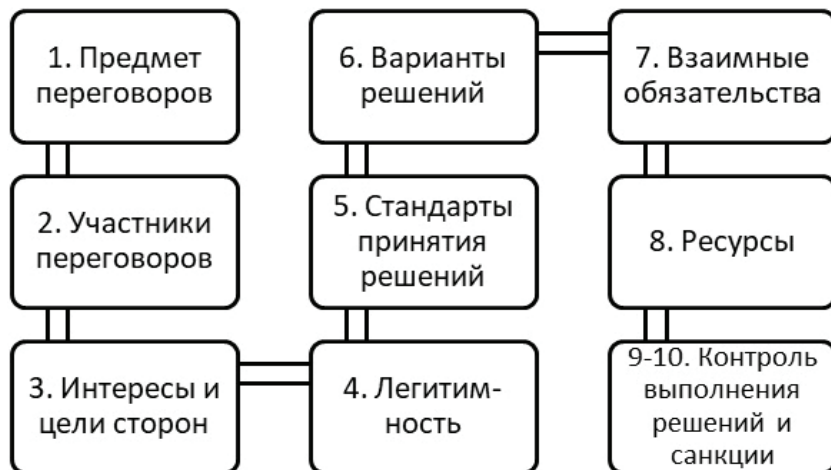 1. Предмет
переговоров
2. Участники
переговоров
3. Интересы и
цели сторон
4. Легитим-
ность
5. Стандарты
принятия
решений
6. Варианты
решений
7. Взаимные
обязательства
8. Ресурсы
9-10. Контроль
выполнения
решений и
санкции